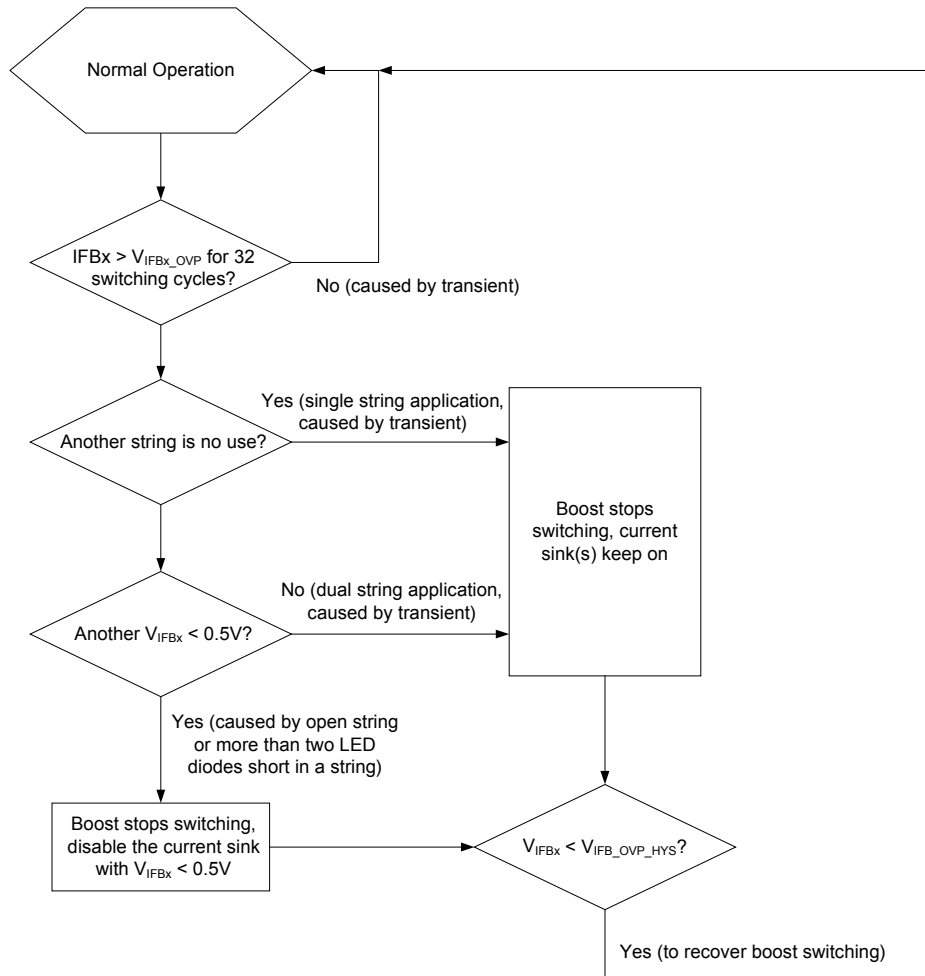 Normal Operation
IFBx > VIFBx_OVP for 32
switching cycles?
No (caused by transient)
Yes (single string application,
caused by transient)
Another string is no use?
Boost stops
switching, current
sink(s) keep on
No (dual string application,
caused by transient)
Another VIFBx < 0.5V?
Yes (caused by open string
or more than two LED
diodes short in a string)
Boost stops switching,
disable the current sink
with VIFBx < 0.5V
VIFBx < VIFB_OVP_HYS?
Yes (to recover boost switching)